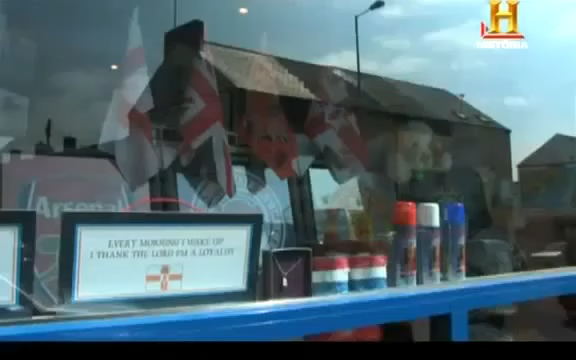 H
HISTORIA
Arsenal
EVERY MORNING I WAKE UP
I THANK THE LORD I'M A LOYALIST